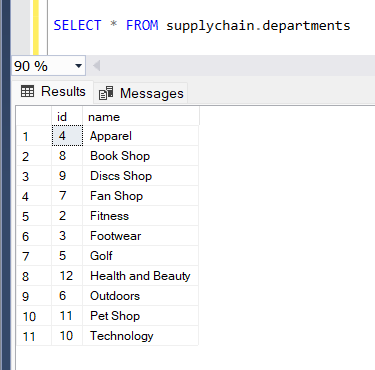 SELECT * FROM supplychain.departments
90 %
Results Messages
id name
1 4 Apparel
2 8 Book Shop
3 9 Discs Shop
4 7 Fan Shop
5 2 Fitness
6 3 Footwear
7 5 Golf
8 12 Health and Beauty
9 6 Outdoors
10 11 Pet Shop
11 10 Technology